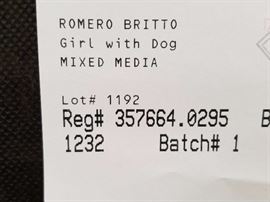 ROMERO BRITTO
Girl with Dog
MIXED MEDIA
Lot# 1192
Reg# 357664.0295 B
1232 Batch# 1